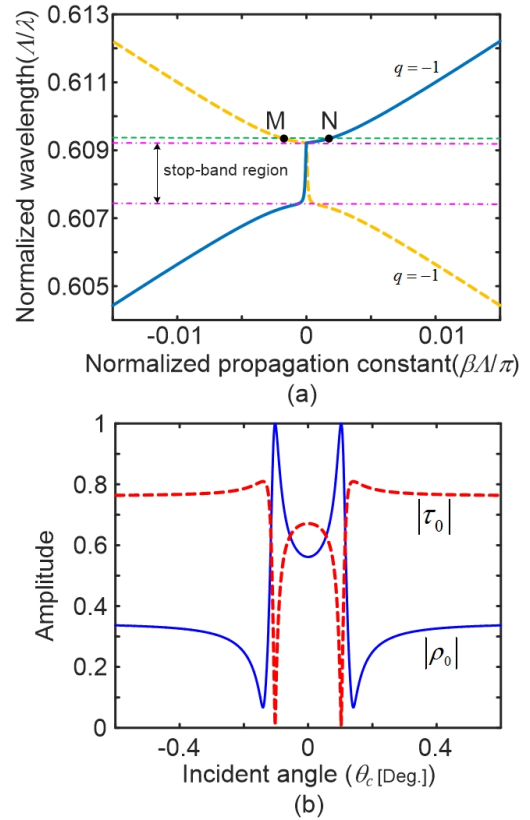 0.613
0.611
0.609
0.607
0.605
Normalized wavelength(Λ/λ)
M
N
q = −1
stop-band region
q = −1
-0.01
0
0.01
Normalized propagation constant(βΛ/π)
(a)
1
0.8
0.6
0.4
0.2
0
Amplitude
|τ₀|
|ρ₀|
-0.4
0
0.4
Incident angle (θc [Deg.])
(b)